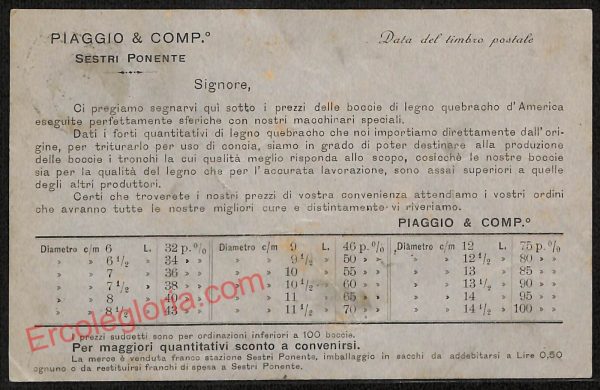 PIAGGIO & COMP.º
SESTRI PONENTE
Data del timbro postale
Signore,
Ci pregiamo segnarvi quì sotto i prezzi delle boccie di legno quebracho d'America
eseguite perfettamente sferiche con nostri macchinari speciali.
Dati i forti quantitativi di legno quebracho che noi importiamo direttamente dall'ori-
gine, per triturarlo per uso di concia, siamo in grado di poter destinare alla produzione
delle boccie i tronchi la cui qualità meglio risponda allo scopo, cosicchè le nostre boccie
sia per la qualità del legno che per l'accurata lavorazione, sono assai superiori a quelle
degli altri produttori.
Certi che troverete i nostri prezzi di vostra convenienza attendiamo i vostri ordini
che avranno tutte le nostre migliori cure e distintamente vi riveriamo.
PIAGGIO & COMP.º
Diametro c/m 6 L. 32 p. % Diametro c/m 9 L. 46 p. % Diametro c/m 12 L. 75 p. %
» » 6 1/2 » 34 » » » » 9 1/2 » 50 » » » » 12 1/2 » 80 » »
» » 7 » 36 » » » » 10 » 55 » » » » 13 » 85 » »
» » 7 1/2 » 38 » » » » 10 1/2 » 60 » » » » 13 1/2 » 90 » »
» » 8 » 40 » » » » 11 » 65 » » » » 14 » 95 » »
» » 8 1/2 » 43 » » » » 11 1/2 » 70 » » » » 14 1/2 » 100 » »
I prezzi suddetti sono per ordinazioni inferiori a 100 boccie.
Per maggiori quantitativi sconto a convenirsi.
La merce è venduta franco stazione Sestri Ponente, imballaggio in sacchi da addebitarsi a Lire 0,50
ognuno o da restituirsi franchi di spesa a Sestri Ponente.
Ercolegloria.com